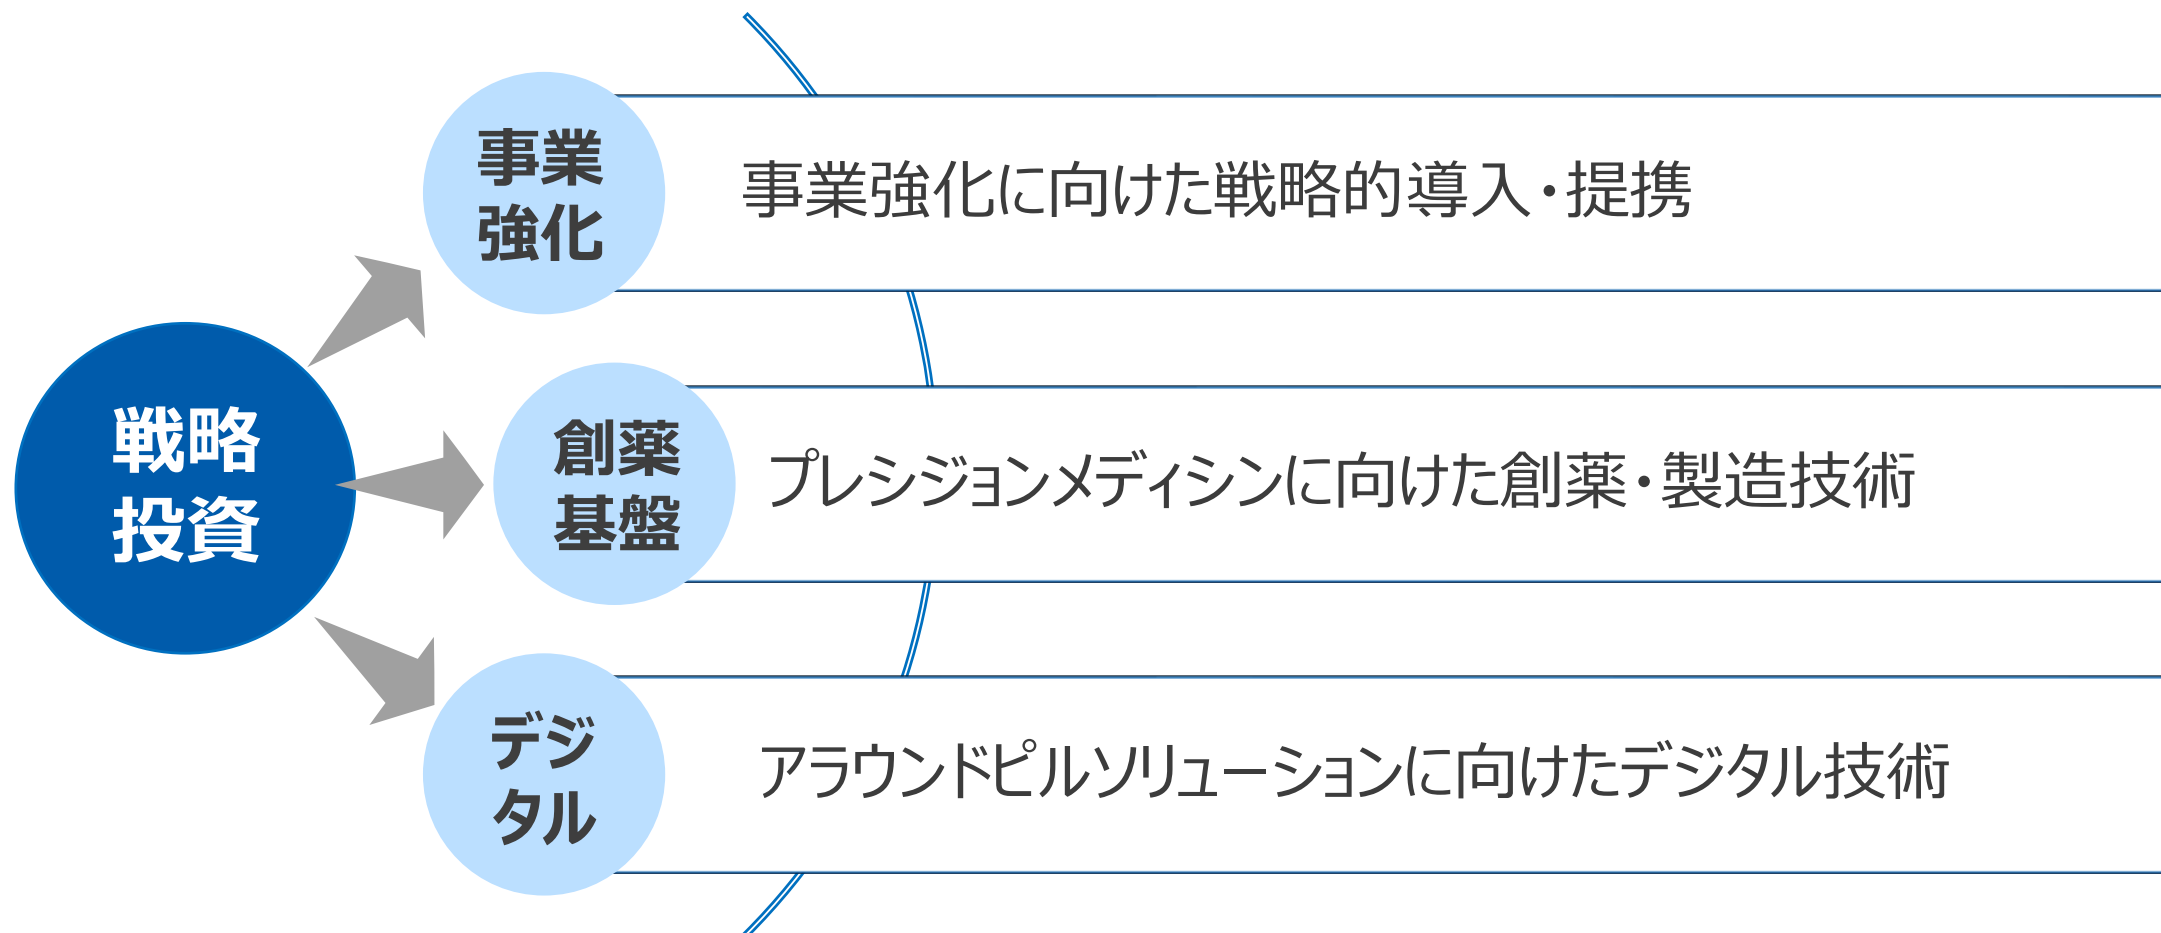 戦略
投資
事業
強化
事業強化に向けた戦略的導入・提携
創薬
基盤
プレシジョンメディシンに向けた創薬・製造技術
デジ
タル
アラウンドピルソリューションに向けたデジタル技術